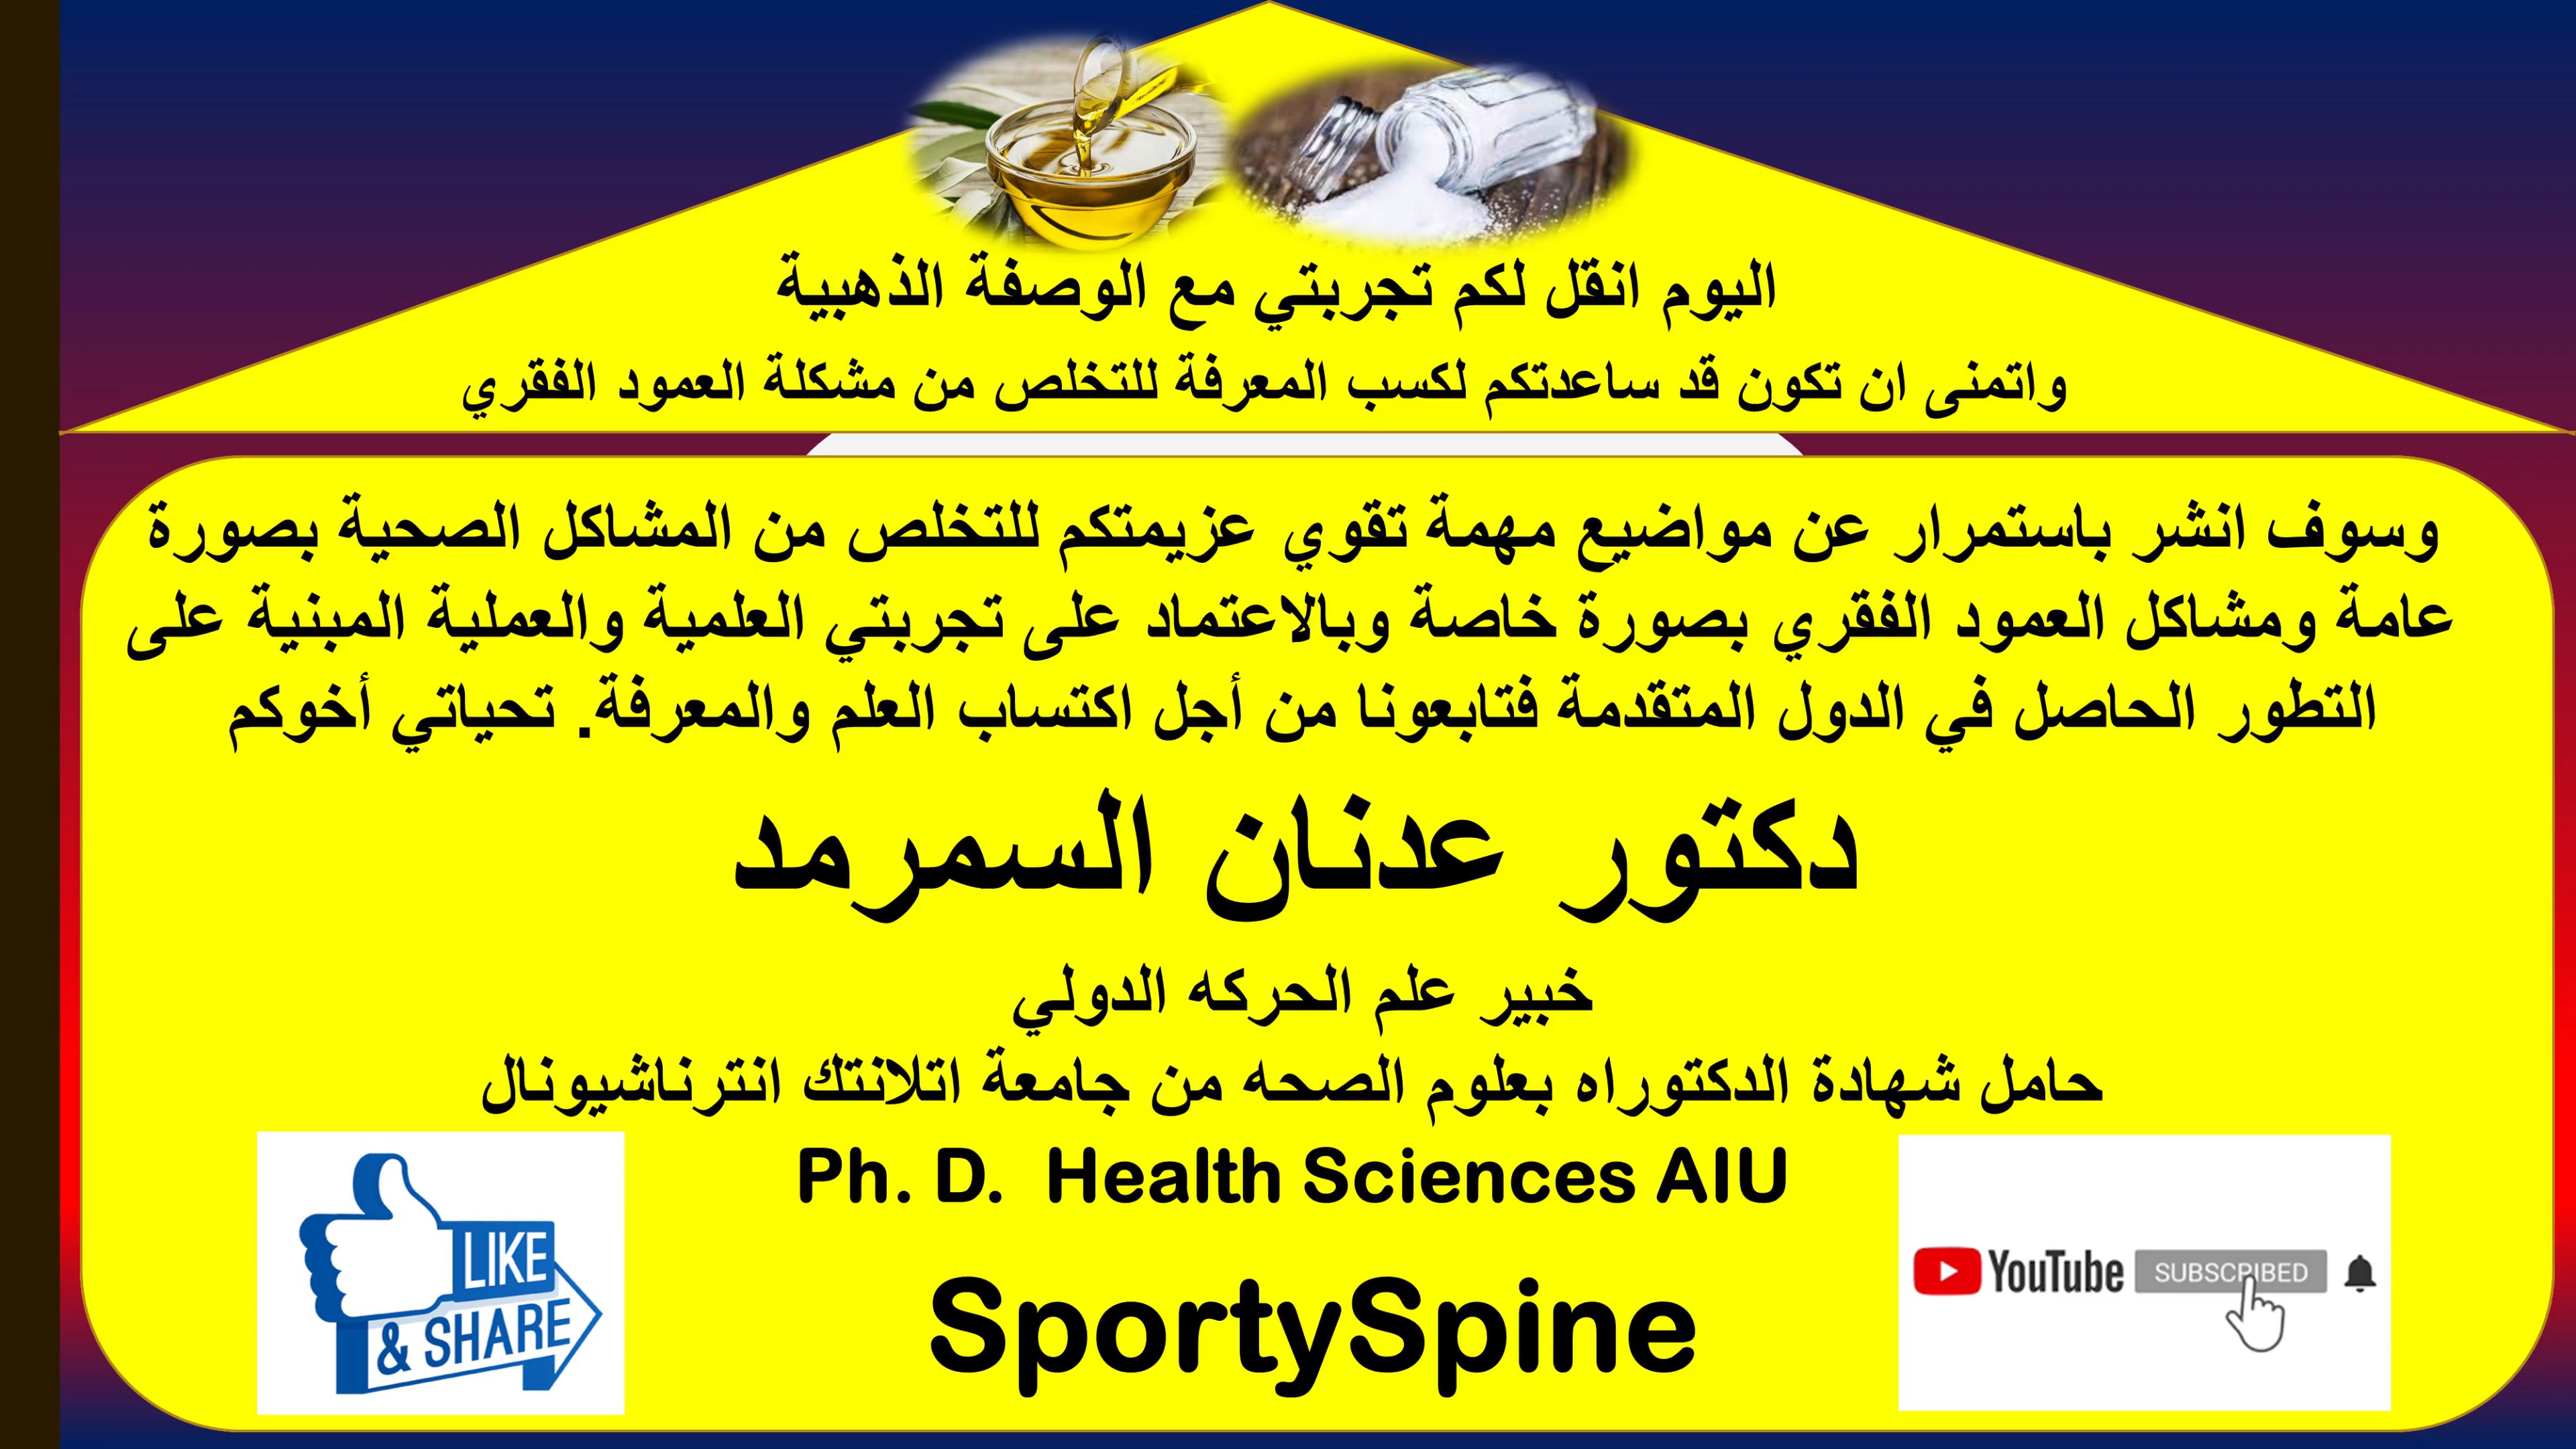 اليوم انقل لكم تجربتي مع الوصفة الذهبية
واتمنى ان تكون قد ساعدتكم لكسب المعرفة للتخلص من مشكلة العمود الفقري
وسوف انشر باستمرار عن مواضيع مهمة تقوي عزيمتكم للتخلص من المشاكل الصحية بصورة
عامة ومشاكل العمود الفقري بصورة خاصة وبالاعتماد على تجربتي العلمية والعملية المبنية على
التطور الحاصل في الدول المتقدمة فتابعونا من أجل اكتساب العلم والمعرفة. تحياتي أخوكم
دكتور عدنان السمرمد
خبير علم الحركه الدولي
حامل شهادة الدكتوراه بعلوم الصحه من جامعة اتلانتك انترناشيونال
Ph. D. Health Sciences AIU
SportySpine
LIKE
& SHARE
YouTube SUBSCRIBED